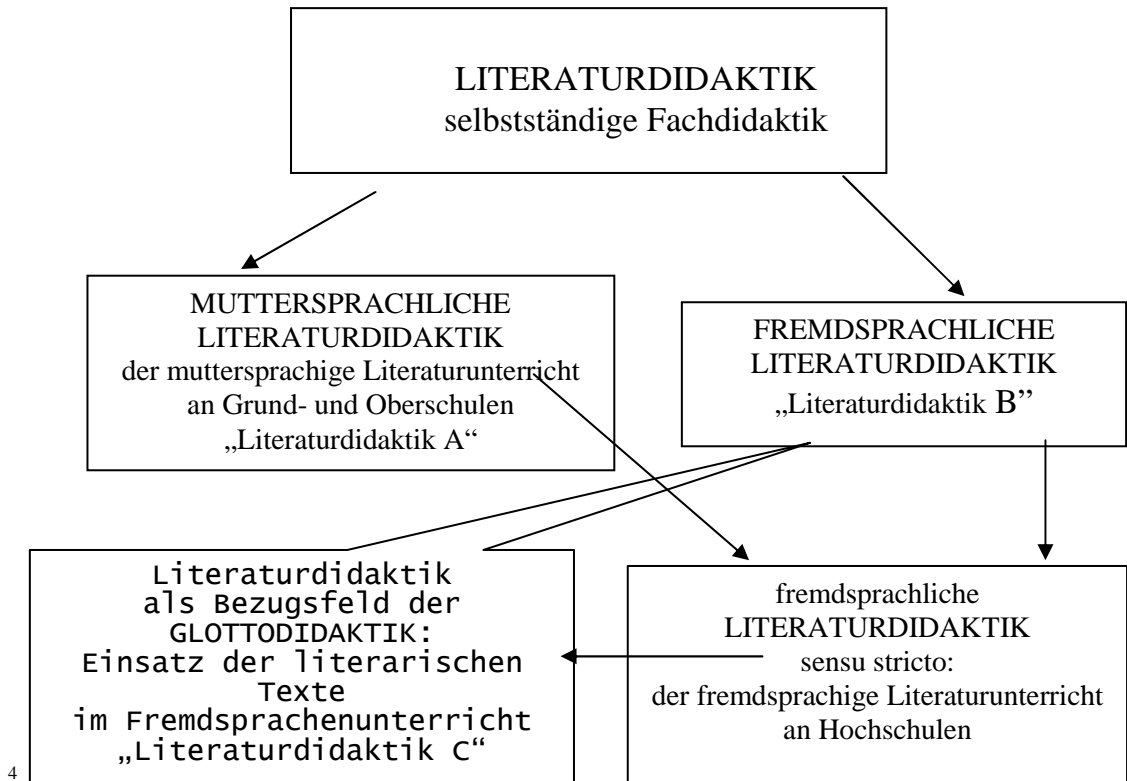 LITERATURDIDAKTIK
selbstständige Fachdidaktik
MUTTERSPRACHLICHE
LITERATURDIDAKTIK
der muttersprachige Literaturunterricht
an Grund- und Oberschulen
„Literaturdidaktik A“
FREMDSPRACHLICHE
LITERATURDIDAKTIK
„Literaturdidaktik B”
Literaturdidaktik
als Bezugsfeld der
GLOTTODIDAKTIK:
Einsatz der literarischen
Texte
im Fremdsprachenunterricht
„Literaturdidaktik C“
fremdsprachliche
LITERATURDIDAKTIK
sensu stricto:
der fremdsprachige Literaturunterricht
an Hochschulen
4